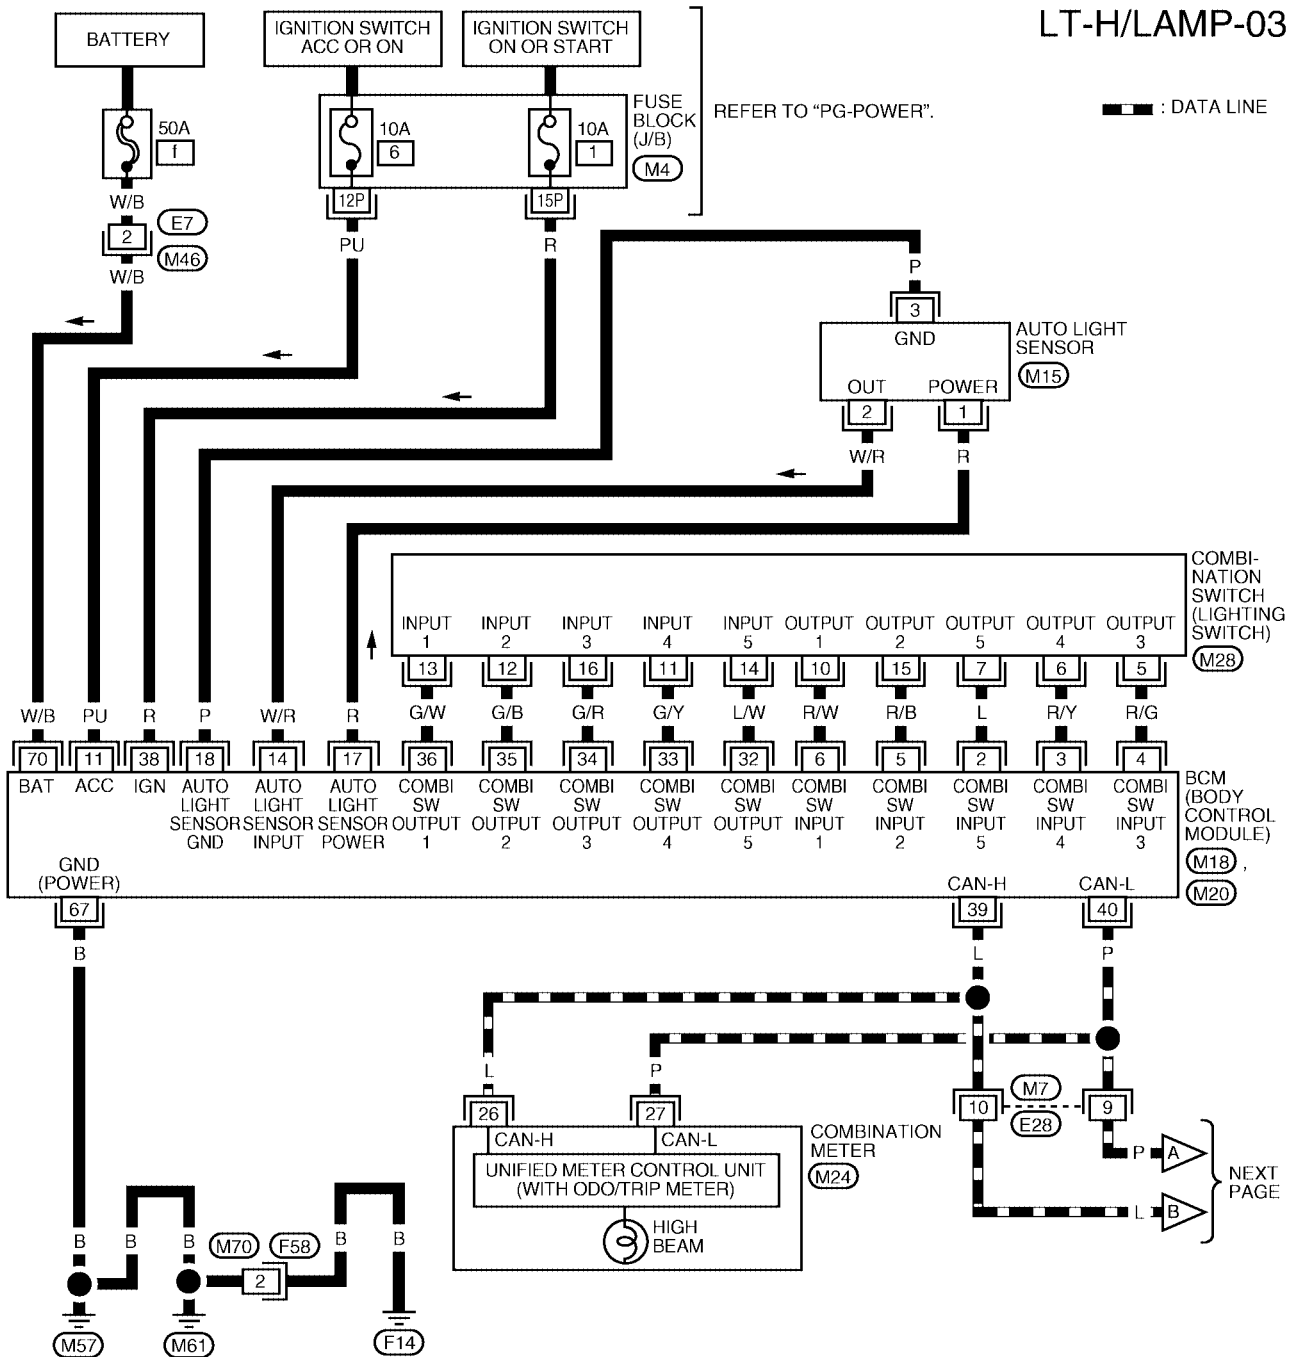 LT-H/LAMP-03
BATTERY
IGNITION SWITCH
ACC OR ON
IGNITION SWITCH
ON OR START
FUSE
BLOCK
(J/B)
M4
REFER TO “PG-POWER”.
: DATA LINE
50A
f
10A
6
10A
1
12P
15P
W/B
PU
R
2
E7
M46
W/B
P
3
GND
AUTO LIGHT
SENSOR
M15
OUT
POWER
2
1
W/R
R
COMBI-
NATION
SWITCH
(LIGHTING
SWITCH)
M28
INPUT
1
INPUT
2
INPUT
3
INPUT
4
INPUT
5
OUTPUT
1
OUTPUT
2
OUTPUT
5
OUTPUT
4
OUTPUT
3
13 12 16 11 14 10 15 7 6 5
W/B PU R P W/R R G/W G/B G/R G/Y L/W R/W R/B L R/Y R/G
70 11 38 18 14 17 36 35 34 33 32 6 5 2 3 4
BAT
ACC
IGN
AUTO
LIGHT
SENSOR
GND
AUTO
LIGHT
SENSOR
INPUT
AUTO
LIGHT
SENSOR
POWER
COMBI
SW
OUTPUT
1
COMBI
SW
OUTPUT
2
COMBI
SW
OUTPUT
3
COMBI
SW
OUTPUT
4
COMBI
SW
OUTPUT
5
COMBI
SW
INPUT
1
COMBI
SW
INPUT
2
COMBI
SW
INPUT
5
COMBI
SW
INPUT
4
COMBI
SW
INPUT
3
BCM
(BODY
CONTROL
MODULE)
M18 ,
M20
GND
(POWER)
67
B
CAN-H
39
L
CAN-L
40
P
L
P
26
27
CAN-H
CAN-L
UNIFIED METER CONTROL UNIT
(WITH ODO/TRIP METER)
HIGH
BEAM
COMBINATION
METER
M24
10
M7
E28
9
P
A
L
B
NEXT
PAGE
B
B
B
M70
F58
2
B
B
M57
M61
F14